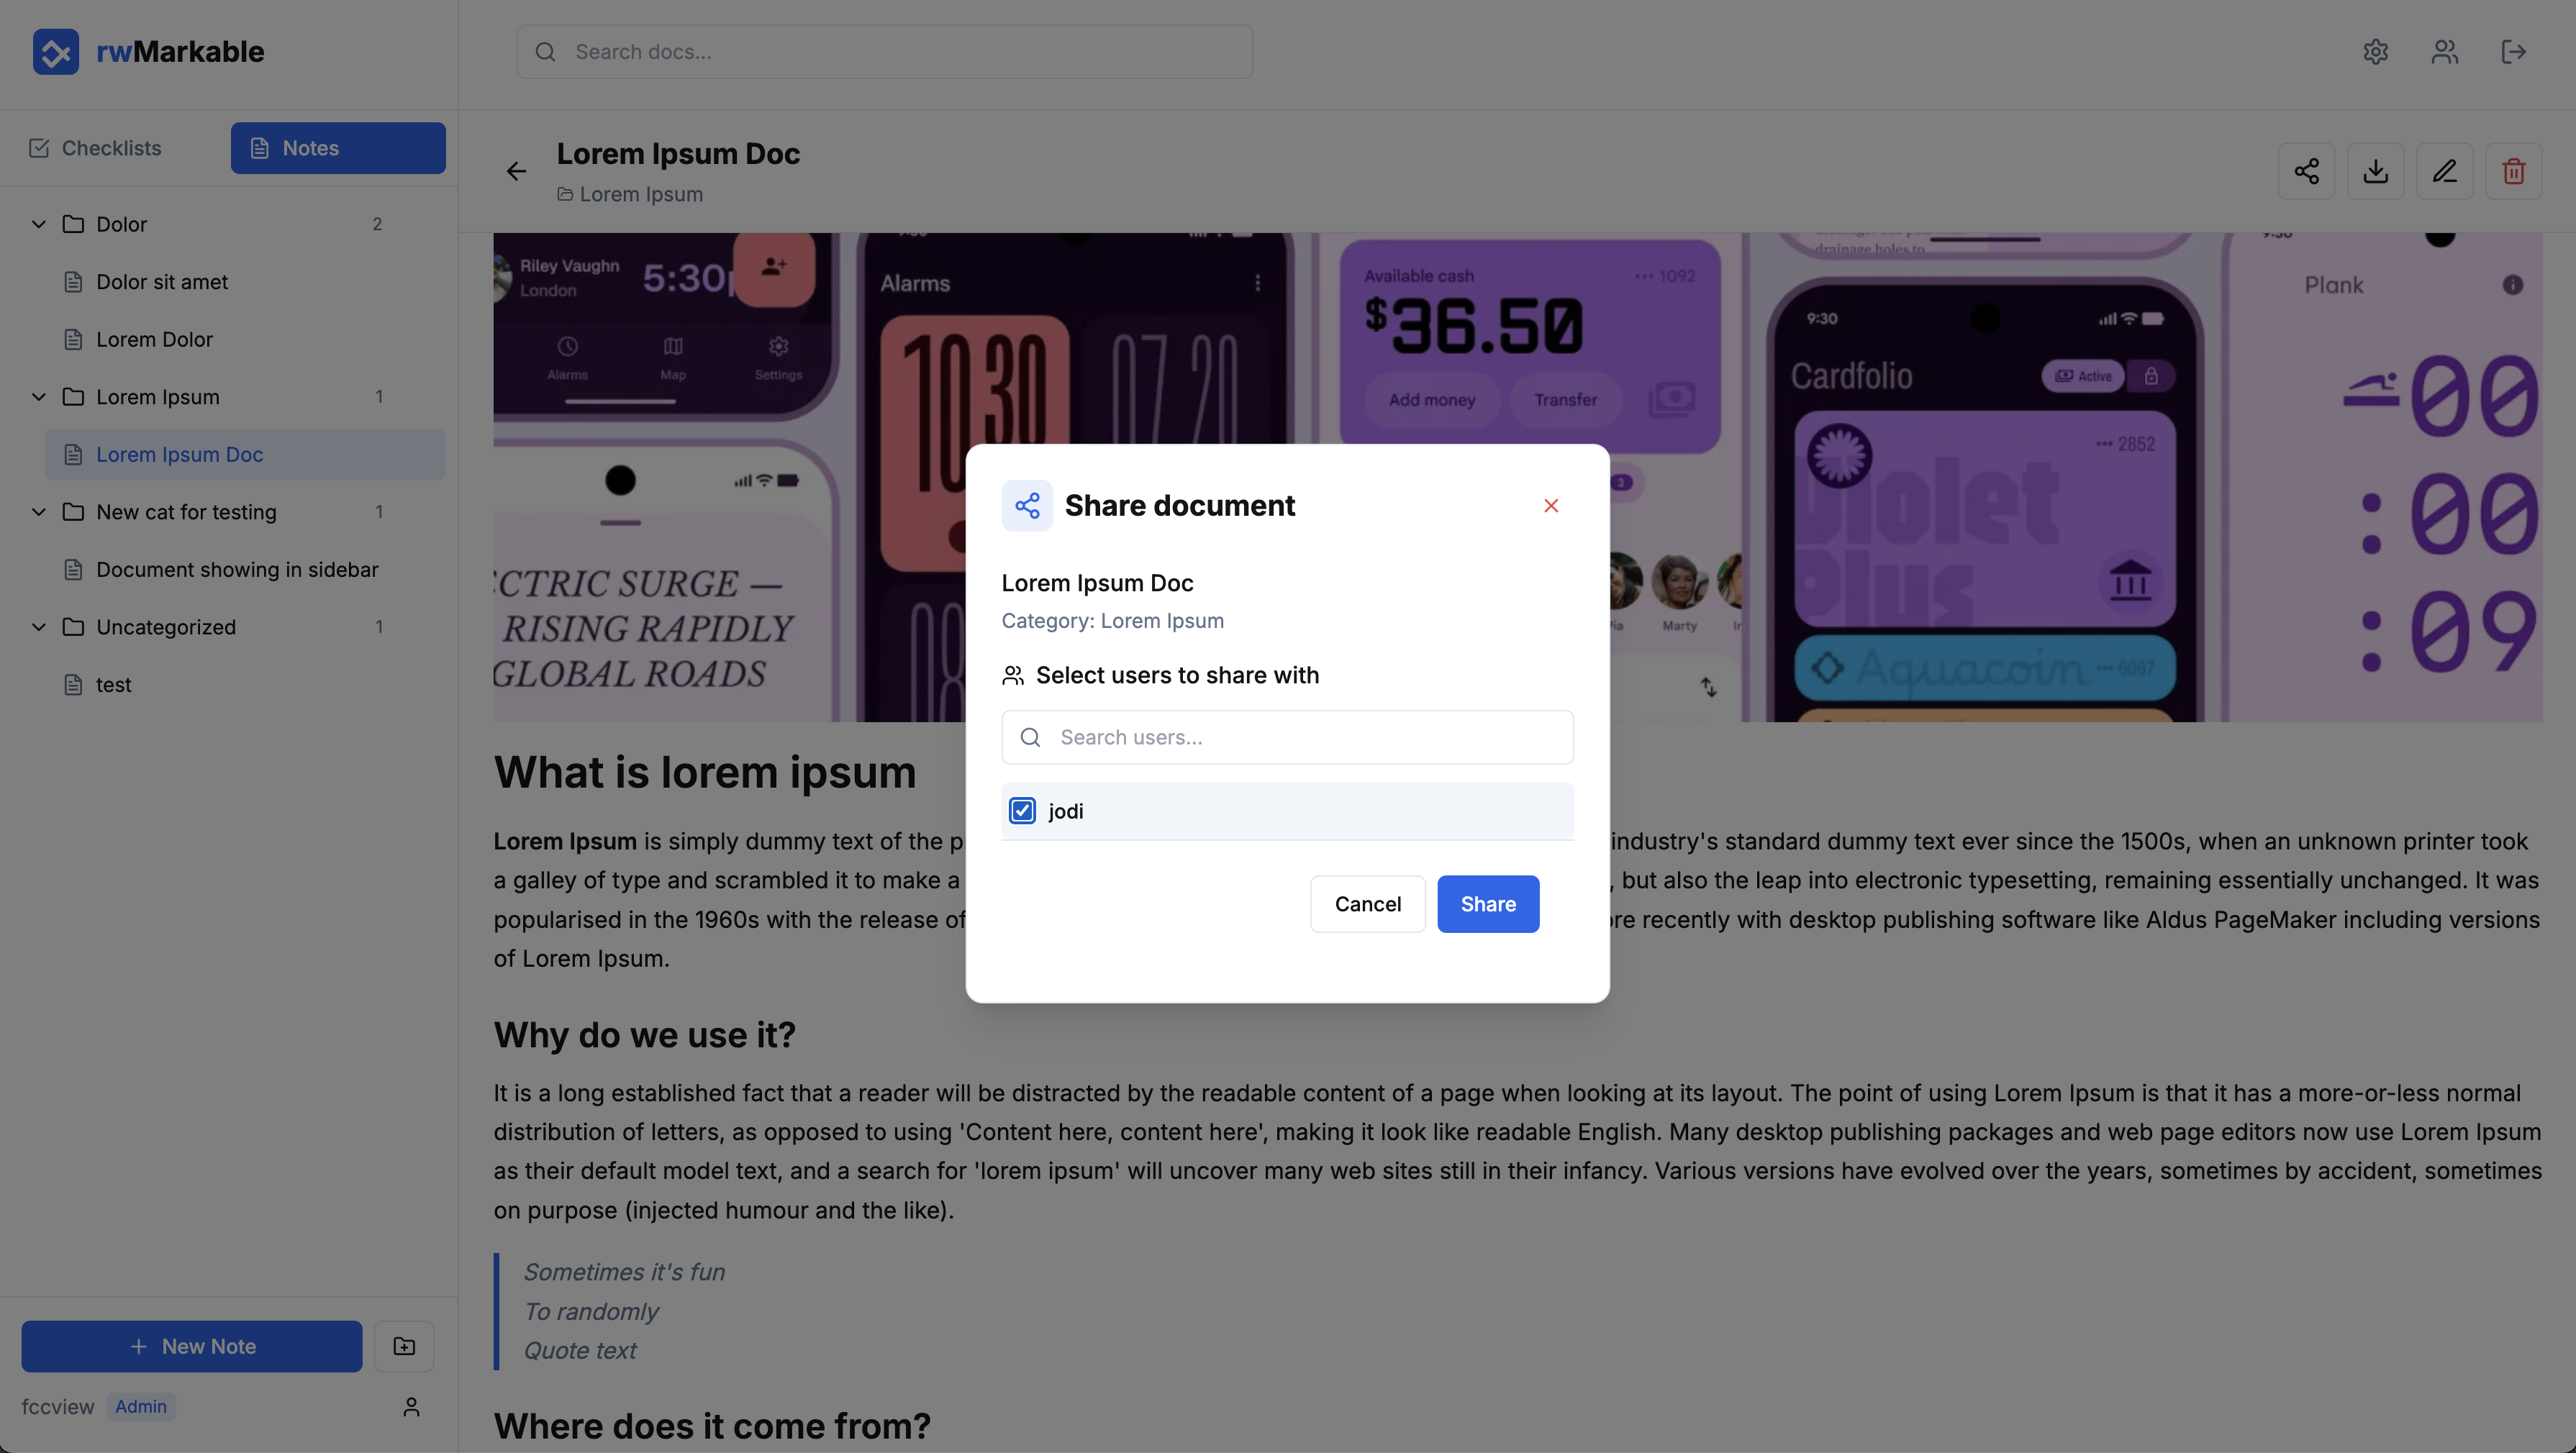 rwMarkable
Search docs...
Checklists
Notes
Dolor
2
Dolor sit amet
Lorem Dolor
Lorem Ipsum
1
Lorem Ipsum Doc
New cat for testing
1
Document showing in sidebar
Uncategorized
1
test
New Note
fccview
Admin
Lorem Ipsum Doc
Lorem Ipsum
Riley Vaughn
London
5:30
Alarms
Map
Settings
CTRIC SURGE —
RISING RAPIDLY
GLOBAL ROADS
Alarms
10 30
07 20
08
Available cash
••• 1092
$36.50
Add money
Transfer
3
Marty
drainage holes to
9:30
Cardfolio
Active
••• 2852
Violet
Plus
Aquacoin
••• 6087
9:30
Plank
00
:00
:09
Share document
Lorem Ipsum Doc
Category: Lorem Ipsum
Select users to share with
Search users...
jodi
Cancel
Share
What is lorem ipsum
Lorem Ipsum is simply dummy text of the p
industry's standard dummy text ever since the 1500s, when an unknown printer took
a galley of type and scrambled it to make a
, but also the leap into electronic typesetting, remaining essentially unchanged. It was
popularised in the 1960s with the release of
re recently with desktop publishing software like Aldus PageMaker including versions
of Lorem Ipsum.
Why do we use it?
It is a long established fact that a reader will be distracted by the readable content of a page when looking at its layout. The point of using Lorem Ipsum is that it has a more-or-less normal
distribution of letters, as opposed to using 'Content here, content here', making it look like readable English. Many desktop publishing packages and web page editors now use Lorem Ipsum
as their default model text, and a search for 'lorem ipsum' will uncover many web sites still in their infancy. Various versions have evolved over the years, sometimes by accident, sometimes
on purpose (injected humour and the like).
Sometimes it's fun
To randomly
Quote text
Where does it come from?